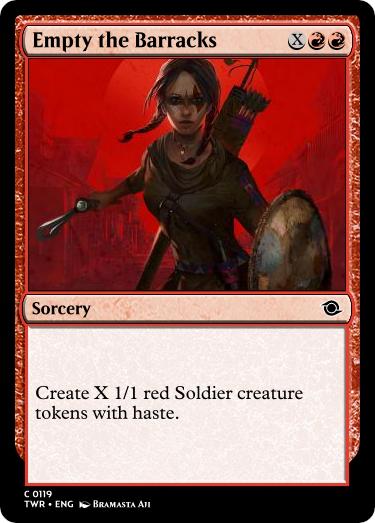 Empty the Barracks X
Sorcery
Create X 1/1 red Soldier creature
tokens with haste.
C 0119
TWR • ENG Bramasta Aji